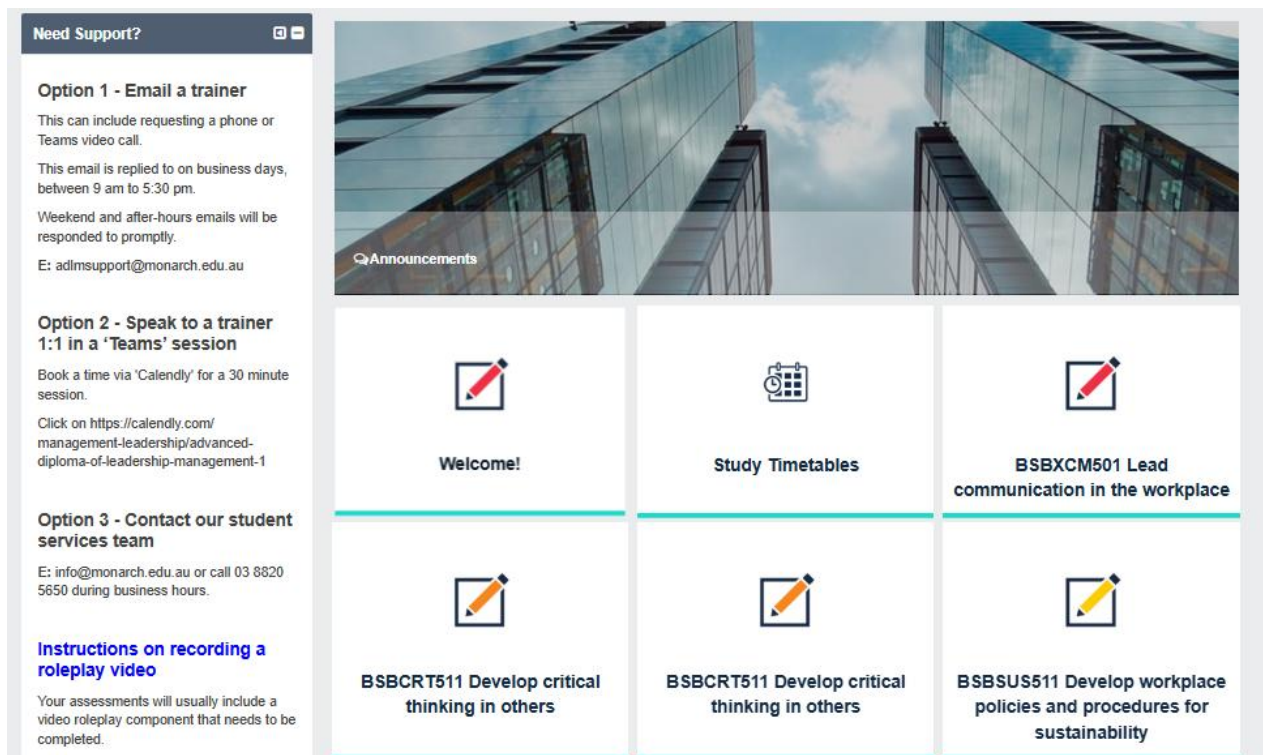 Need Support?
Option 1 - Email a trainer
This can include requesting a phone or
Teams video call.
This email is replied to on business days,
between 9 am to 5:30 pm.
Weekend and after-hours emails will be
responded to promptly.
E: adlmsupport@monarch.edu.au
Option 2 - Speak to a trainer
1:1 in a ‘Teams’ session
Book a time via 'Calendly' for a 30 minute
session.
Click on https://calendly.com/
management-leadership/advanced-
diploma-of-leadership-management-1
Option 3 - Contact our student
services team
E: info@monarch.edu.au or call 03 8820
5650 during business hours.
Instructions on recording a
roleplay video
Your assessments will usually include a
video roleplay component that needs to be
completed.
Announcements
Welcome!
Study Timetables
BSBXCM501 Lead
communication in the workplace
BSBCRT511 Develop critical
thinking in others
BSBCRT511 Develop critical
thinking in others
BSBSUS511 Develop workplace
policies and procedures for
sustainability